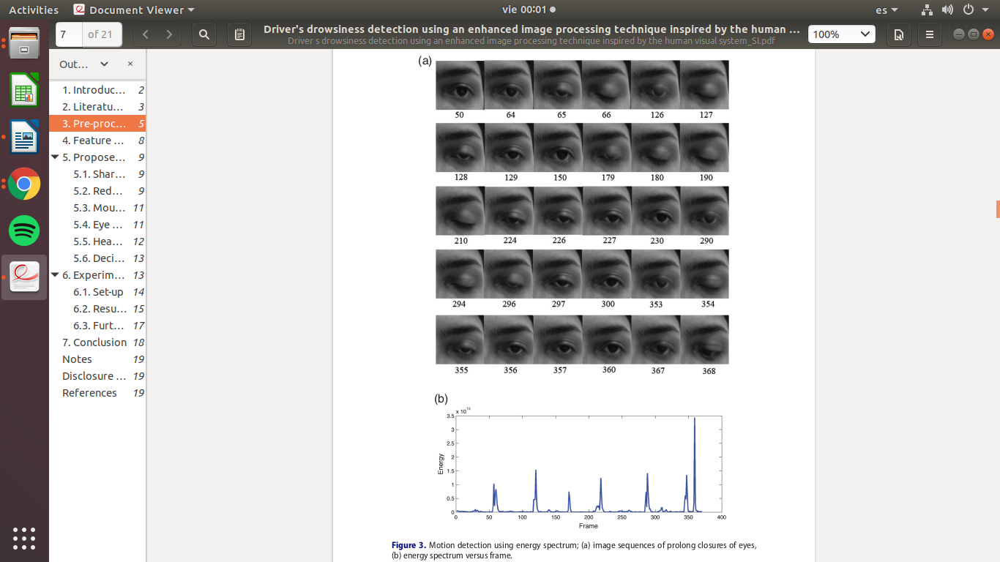 Activities Document Viewer vie 00:01 es
7 of 21 Driver's drowsiness detection using an enhanced image processing technique inspired by the human ... 100%
Driver s drowsiness detection using an enhanced image processing technique inspired by the human visual system_SI.pdf
Out...
1. Introduc... 2
2. Literatu... 3
3. Pre-proc... 5
4. Feature ... 8
5. Propose... 9
5.1. Shar... 9
5.2. Red... 9
5.3. Mou... 11
5.4. Eye ... 11
5.5. Hea... 12
5.6. Deci... 13
6. Experim... 13
6.1. Set-up 14
6.2. Resu... 15
6.3. Furt... 17
7. Conclusion 18
Notes 19
Disclosure ... 19
References 19
(a)
50 64 65 66 126 127
128 129 150 179 180 190
210 224 226 227 230 290
294 296 297 300 353 354
355 356 357 360 367 368
(b)
x 10¹³
3.5
3
2.5
2
1.5
1
0.5
0
Energy
0 50 100 150 200 250 300 350 400
Frame
Figure 3. Motion detection using energy spectrum; (a) image sequences of prolong closures of eyes,
(b) energy spectrum versus frame.